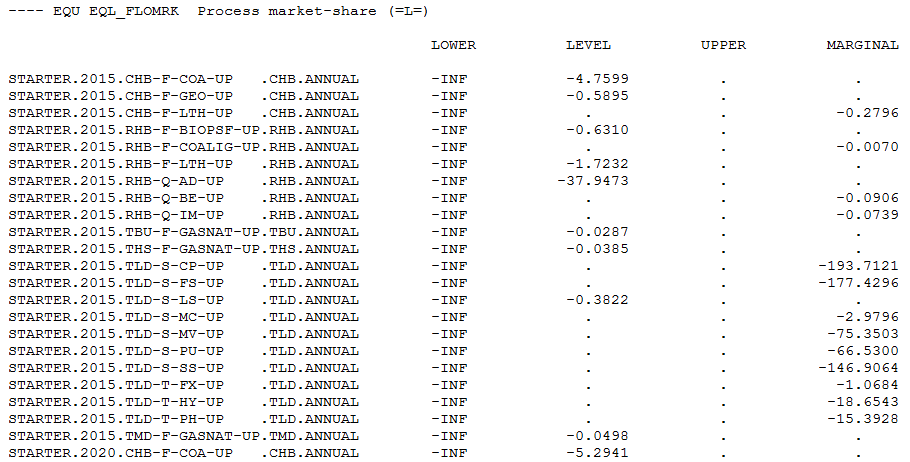 ---- EQU EQL_FLOMRK  Process market-share (=L=)
LOWER LEVEL UPPER MARGINAL
STARTER.2015.CHB-F-COA-UP   .CHB.ANNUAL -INF -4.7599 . .
STARTER.2015.CHB-F-GEO-UP   .CHB.ANNUAL -INF -0.5895 . .
STARTER.2015.CHB-F-LTH-UP   .CHB.ANNUAL -INF . . -0.2796
STARTER.2015.RHB-F-BIOPSF-UP.RHB.ANNUAL -INF -0.6310 . .
STARTER.2015.RHB-F-COALIG-UP.RHB.ANNUAL -INF . . -0.0070
STARTER.2015.RHB-F-LTH-UP   .RHB.ANNUAL -INF -1.7232 . .
STARTER.2015.RHB-Q-AD-UP    .RHB.ANNUAL -INF -37.9473 . .
STARTER.2015.RHB-Q-BE-UP    .RHB.ANNUAL -INF . . -0.0906
STARTER.2015.RHB-Q-IM-UP    .RHB.ANNUAL -INF . . -0.0739
STARTER.2015.TBU-F-GASNAT-UP.TBU.ANNUAL -INF -0.0287 . .
STARTER.2015.THS-F-GASNAT-UP.THS.ANNUAL -INF -0.0385 . .
STARTER.2015.TLD-S-CP-UP    .TLD.ANNUAL -INF . . -193.7121
STARTER.2015.TLD-S-FS-UP    .TLD.ANNUAL -INF . . -177.4296
STARTER.2015.TLD-S-LS-UP    .TLD.ANNUAL -INF -0.3822 . .
STARTER.2015.TLD-S-MC-UP    .TLD.ANNUAL -INF . . -2.9796
STARTER.2015.TLD-S-MV-UP    .TLD.ANNUAL -INF . . -75.3503
STARTER.2015.TLD-S-PU-UP    .TLD.ANNUAL -INF . . -66.5300
STARTER.2015.TLD-S-SS-UP    .TLD.ANNUAL -INF . . -146.9064
STARTER.2015.TLD-T-FX-UP    .TLD.ANNUAL -INF . . -1.0684
STARTER.2015.TLD-T-HY-UP    .TLD.ANNUAL -INF . . -18.6543
STARTER.2015.TLD-T-PH-UP    .TLD.ANNUAL -INF . . -15.3928
STARTER.2015.TMD-F-GASNAT-UP.TMD.ANNUAL -INF -0.0498 . .
STARTER.2020.CHB-F-COA-UP   .CHB.ANNUAL -INF -5.2941 . .